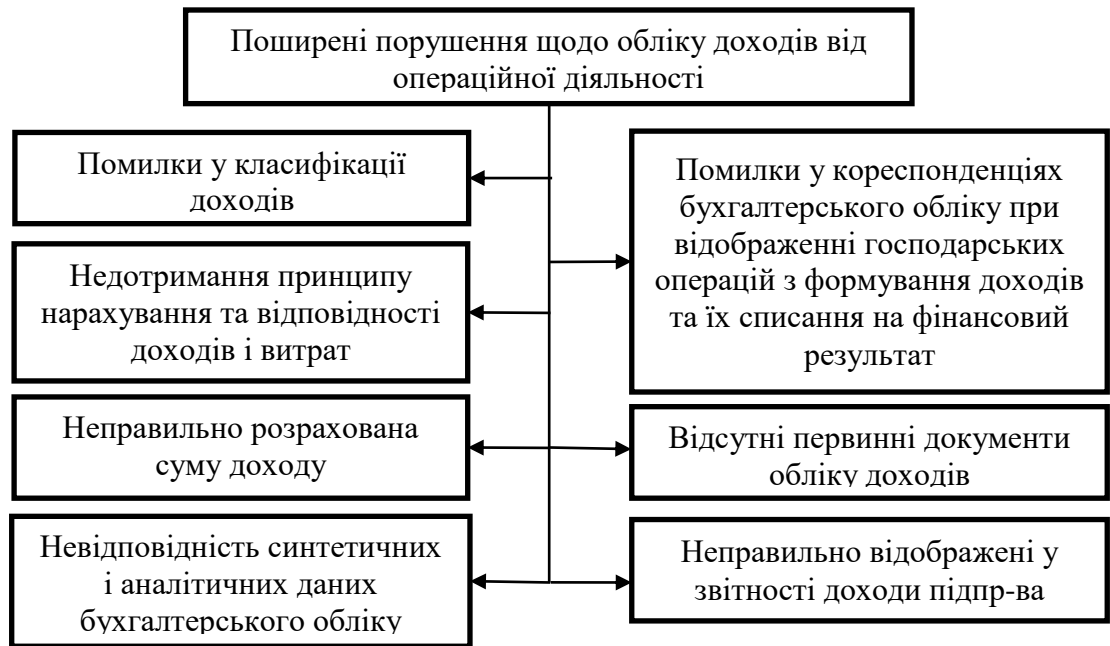 Поширені порушення щодо обліку доходів від
операційної діяльності
Помилки у класифікації
доходів
Недотримання принципу
нарахування та відповідності
доходів і витрат
Неправильно розрахована
суму доходу
Невідповідність синтетичних
і аналітичних даних
бухгалтерського обліку
Помилки у кореспонденціях
бухгалтерського обліку при
відображенні господарських
операцій з формування доходів
та їх списання на фінансовий
результат
Відсутні первинні документи
обліку доходів
Неправильно відображені у
звітності доходи підпр-ва